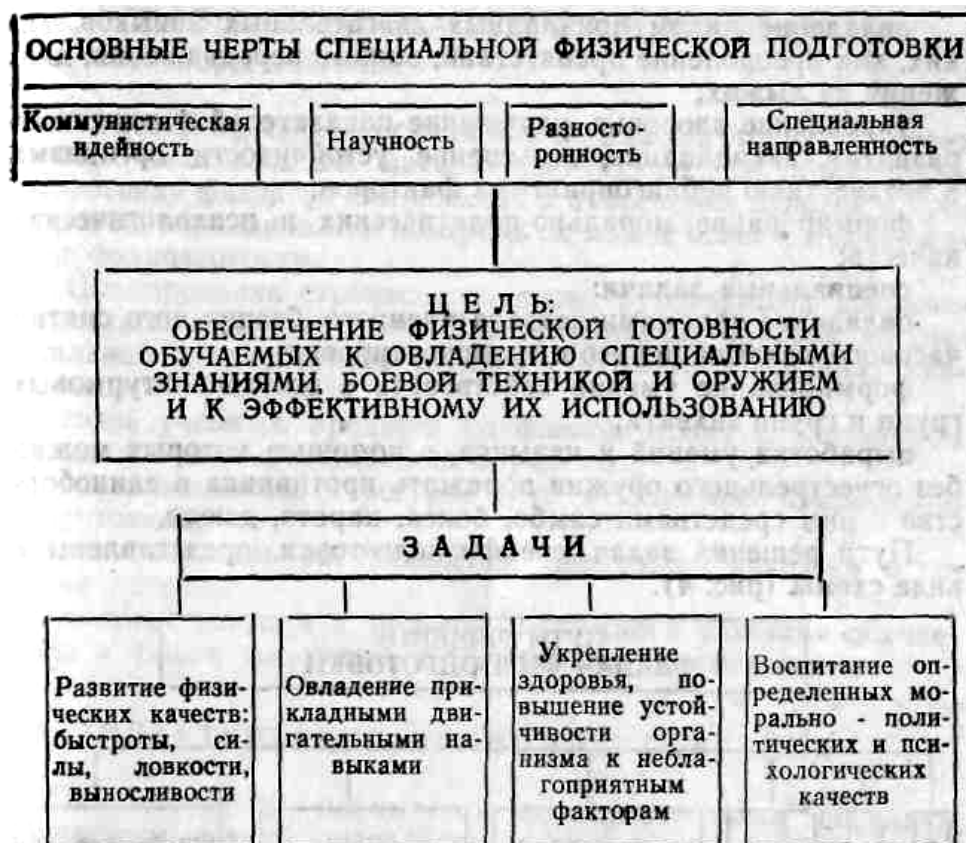 ОСНОВНЫЕ ЧЕРТЫ СПЕЦИАЛЬНОЙ ФИЗИЧЕСКОЙ ПОДГОТОВКИ
Коммунистическая
идейность
Научность
Разносто-
ронность
Специальная
направленность
ЦЕЛЬ:
ОБЕСПЕЧЕНИЕ ФИЗИЧЕСКОЙ ГОТОВНОСТИ
ОБУЧАЕМЫХ К ОВЛАДЕНИЮ СПЕЦИАЛЬНЫМИ
ЗНАНИЯМИ, БОЕВОЙ ТЕХНИКОЙ И ОРУЖИЕМ
И К ЭФФЕКТИВНОМУ ИХ ИСПОЛЬЗОВАНИЮ
ЗАДАЧИ
Развитие физи-
ческих качеств:
быстроты, си-
лы, ловкости,
выносливости
Овладение при-
кладными дви-
гательными на-
выками
Укрепление
здоровья, по-
вышение устой-
чивости орга-
низма к небла-
гоприятным
факторам
Воспитание оп-
ределенных мо-
рально - поли-
тических и пси-
хологических
качеств